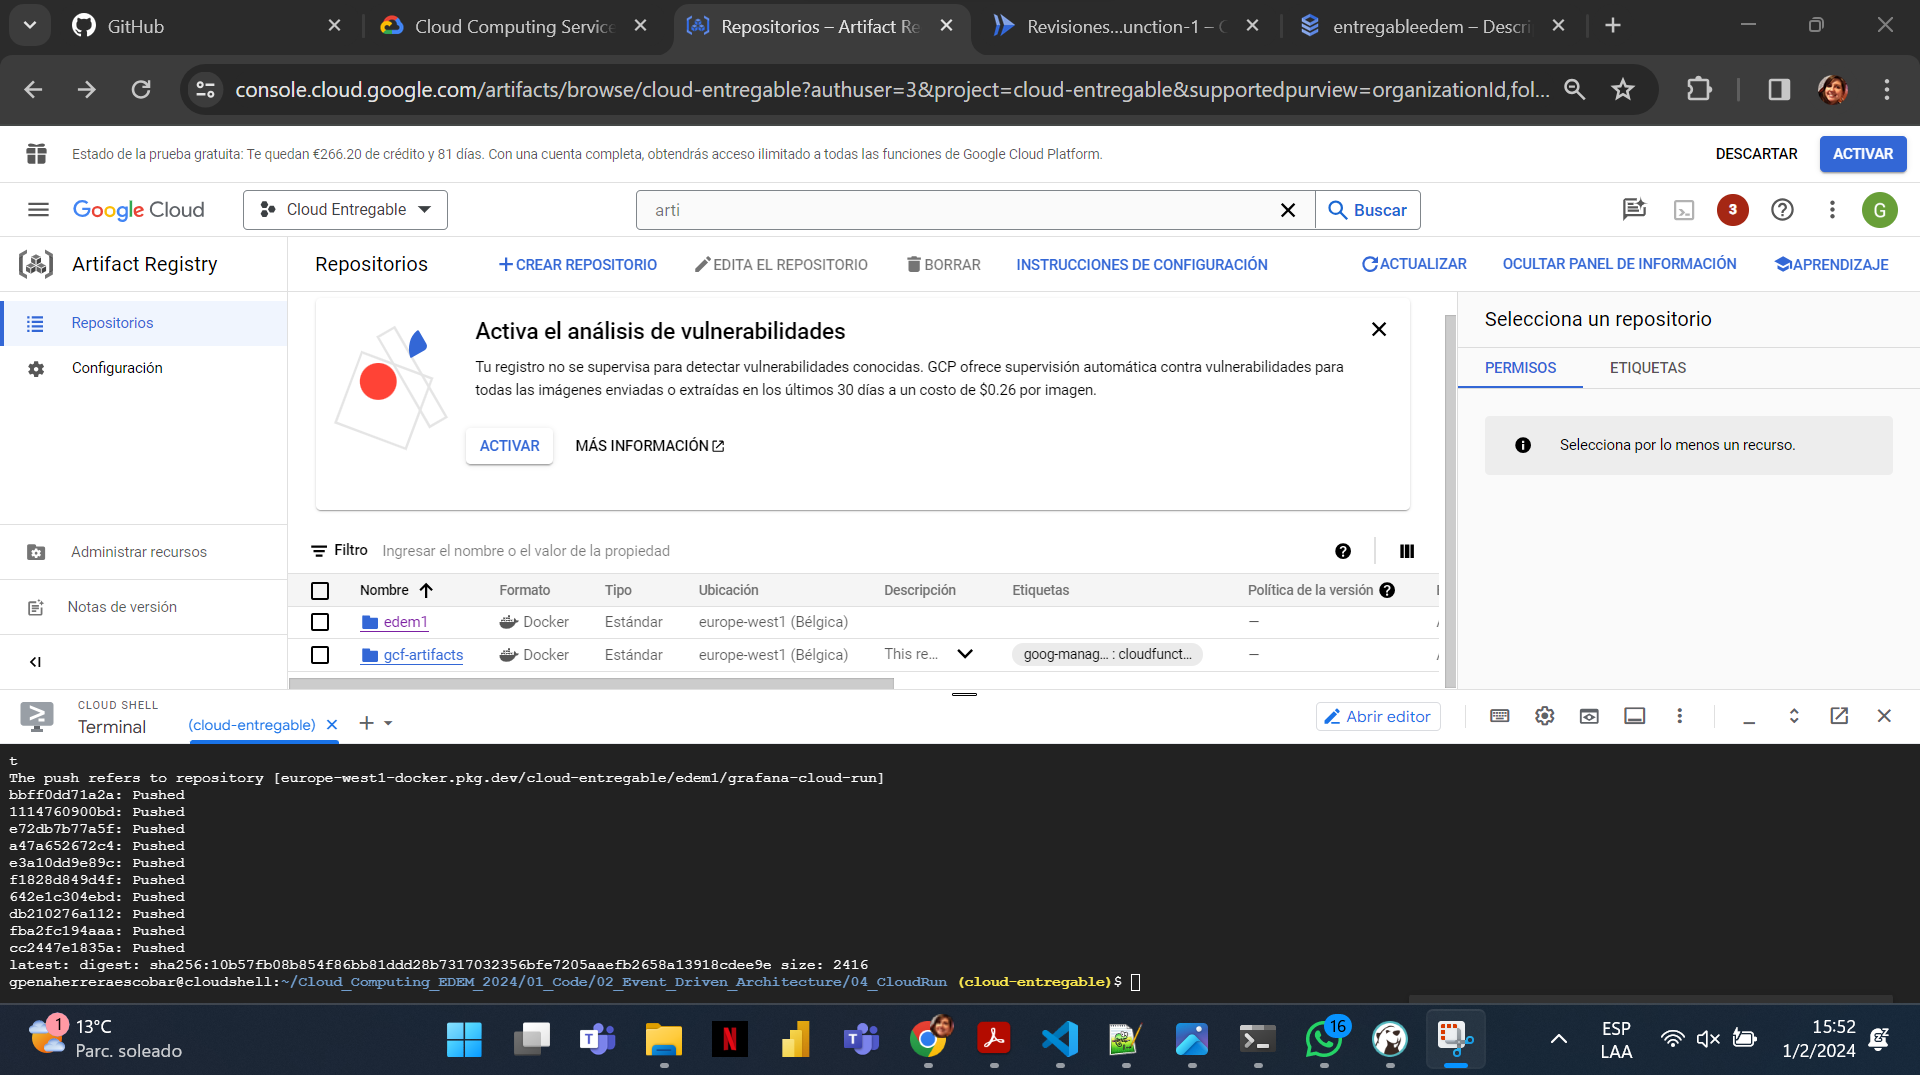 GitHub
Cloud Computing Service
Repositorios – Artifact Re
Revisiones...unction-1 – C
entregableedem – Descri
console.cloud.google.com/artifacts/browse/cloud-entregable?authuser=3&project=cloud-entregable&supportedpurview=organizationId,fol...
Estado de la prueba gratuita: Te quedan €266.20 de crédito y 81 días. Con una cuenta completa, obtendrás acceso ilimitado a todas las funciones de Google Cloud Platform.
DESCARTAR
ACTIVAR
Google Cloud
Cloud Entregable
arti
Buscar
3
G
Artifact Registry
Repositorios
CREAR REPOSITORIO
EDITA EL REPOSITORIO
BORRAR
INSTRUCCIONES DE CONFIGURACIÓN
ACTUALIZAR
OCULTAR PANEL DE INFORMACIÓN
APRENDIZAJE
Repositorios
Configuración
Administrar recursos
Notas de versión
Activa el análisis de vulnerabilidades
Tu registro no se supervisa para detectar vulnerabilidades conocidas. GCP ofrece supervisión automática contra vulnerabilidades para
todas las imágenes enviadas o extraídas en los últimos 30 días a un costo de $0.26 por imagen.
ACTIVAR
MÁS INFORMACIÓN
Selecciona un repositorio
PERMISOS
ETIQUETAS
Selecciona por lo menos un recurso.
Filtro Ingresar el nombre o el valor de la propiedad
Nombre Formato Tipo Ubicación Descripción Etiquetas Política de la versión
edem1 Docker Estándar europe-west1 (Bélgica) —
gcf-artifacts Docker Estándar europe-west1 (Bélgica) This re... goog-manag... : cloudfunct... —
CLOUD SHELL
Terminal
(cloud-entregable)
Abrir editor
t
The push refers to repository [europe-west1-docker.pkg.dev/cloud-entregable/edem1/grafana-cloud-run]
bbff0dd71a2a: Pushed
1114760900bd: Pushed
e72db7b77a5f: Pushed
a47a652672c4: Pushed
e3a10dd9e89c: Pushed
f1828d849d4f: Pushed
642e1c304ebd: Pushed
db210276a112: Pushed
fba2fc194aaa: Pushed
cc2447e1835a: Pushed
latest: digest: sha256:10b57fb08b854f86bb81ddd28b7317032356bfe7205aaefb2658a13918cdee9e size: 2416
gpenaherreraescobar@cloudshell:~/Cloud_Computing_EDEM_2024/01_Code/02_Event_Driven_Architecture/04_CloudRun (cloud-entregable)$
1
13°C
Parc. soleado
16
ESP
LAA
15:52
1/2/2024